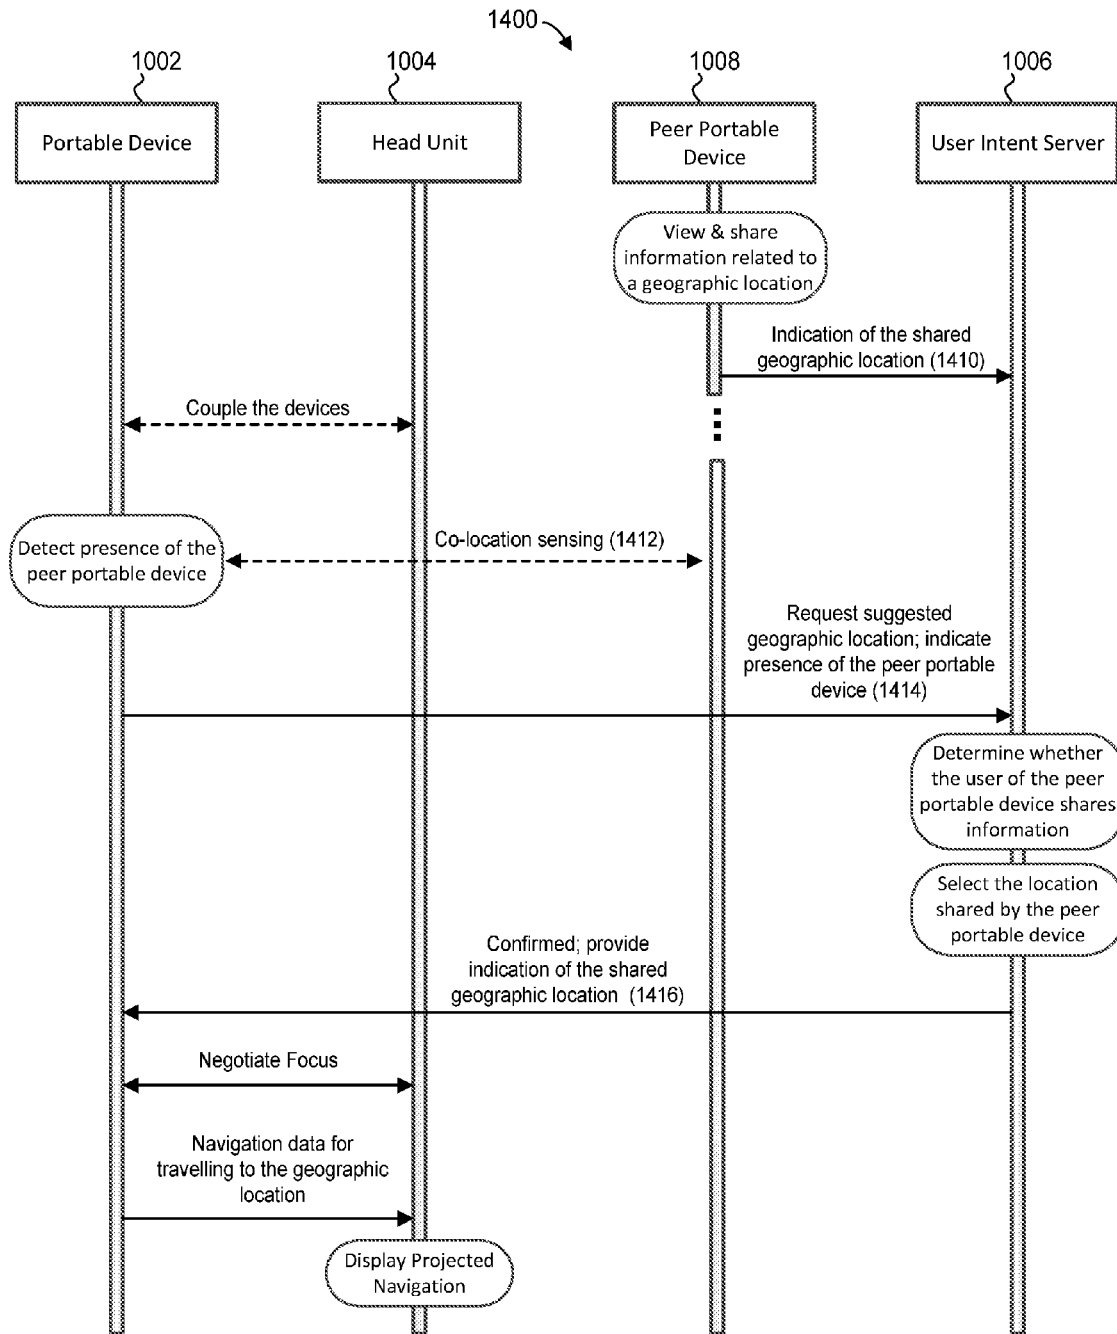 1400
1002
1004
1008
1006
Portable Device
Head Unit
Peer Portable
Device
User Intent Server
View & share
information related to
a geographic location
Indication of the shared
geographic location (1410)
Couple the devices
Detect presence of the
peer portable device
Co-location sensing (1412)
Request suggested
geographic location; indicate
presence of the peer portable
device (1414)
Determine whether
the user of the peer
portable device shares
information
Select the location
shared by the peer
portable device
Confirmed; provide
indication of the shared
geographic location (1416)
Negotiate Focus
Navigation data for
travelling to the geographic
location
Display Projected
Navigation